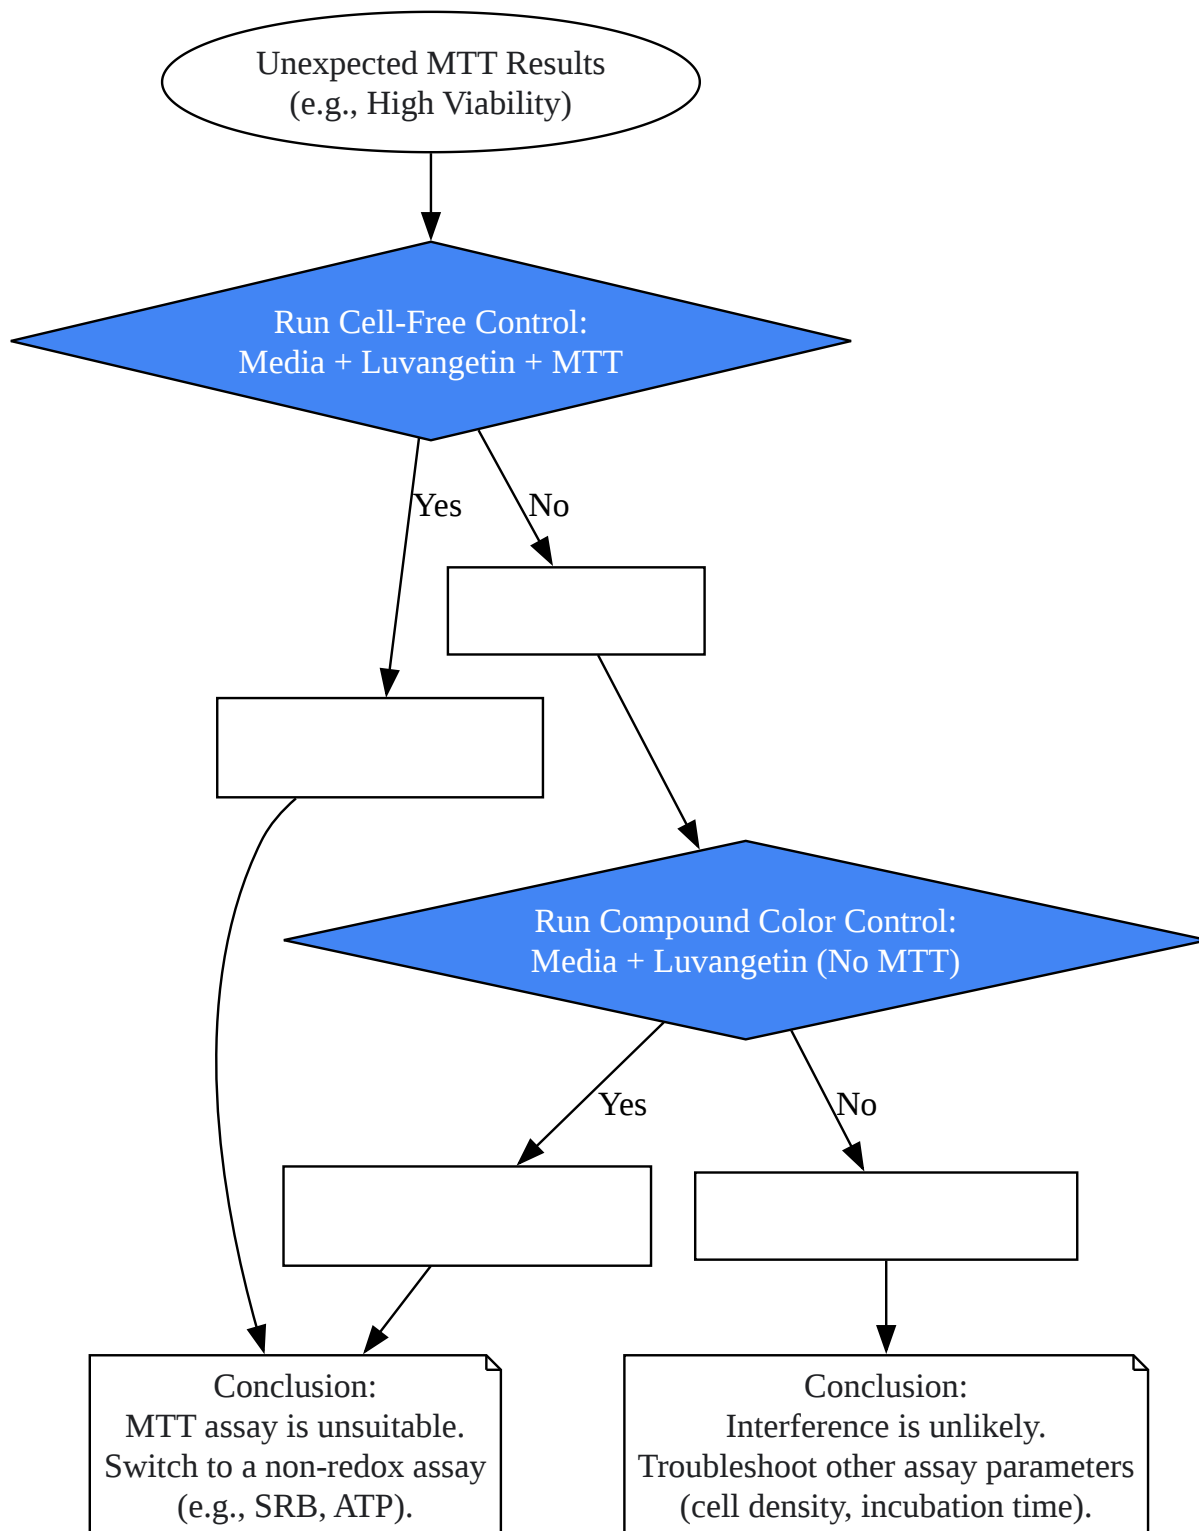 Unexpected MTT Results
(e.g., High Viability)
Run Cell-Free Control:
Media + Luvangetin + MTT
Yes
No
Run Compound Color Control:
Media + Luvangetin (No MTT)
Yes
No
Conclusion:
MTT assay is unsuitable.
Switch to a non-redox assay
(e.g., SRB, ATP).
Conclusion:
Interference is unlikely.
Troubleshoot other assay parameters
(cell density, incubation time).